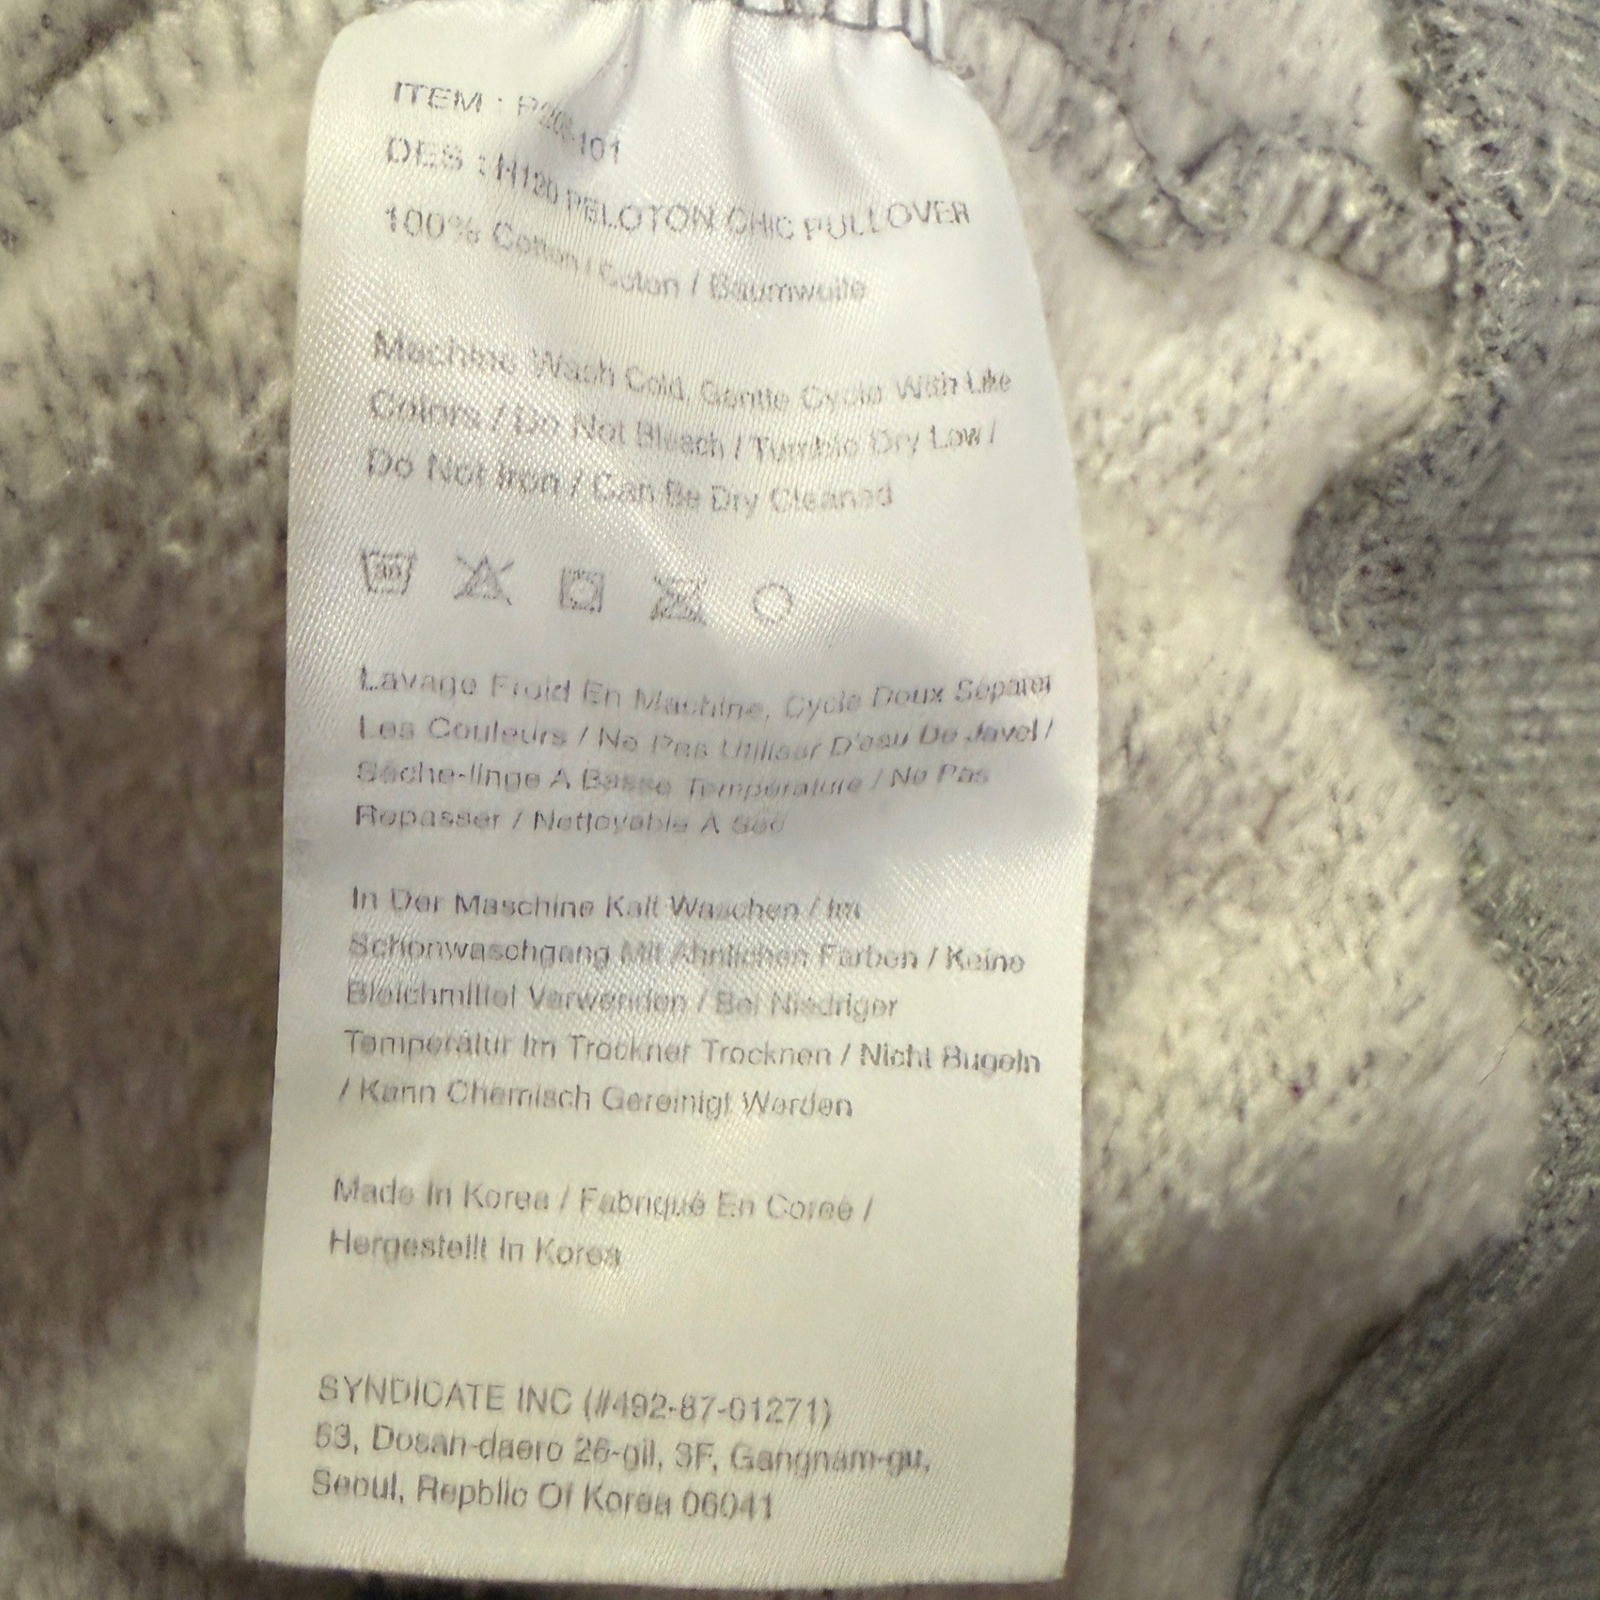 ITEM : P206-101
DES : H120 PELOTON CHIC PULLOVER
100% Cotton / Coton / Baumwolle
Machine Wash Cold, Gentle Cycle With Like
Colors / Do Not Bleach / Tumble Dry Low /
Do Not Iron / Can Be Dry Cleaned
30
Lavage Froid En Machine, Cycle Doux Séparer
Les Couleurs / Ne Pas Utiliser D'eau De Javel /
Sèche-linge A Basse Température / Ne Pas
Repasser / Nettoyable À Sec
In Der Maschine Kalt Waschen / Im
Schonwaschgang Mit Ähnlichen Farben / Keine
Bleichmittel Verwenden / Bei Niedriger
Temperatur Im Trockner Trocknen / Nicht Bugeln
/ Kann Chemisch Gereinigt Werden
Made In Korea / Fabriqué En Corée /
Hergestellt In Korea
SYNDICATE INC (#492-87-01271)
53, Dosan-daero 26-gil, 3F, Gangnam-gu,
Seoul, Repblic Of Korea 06041